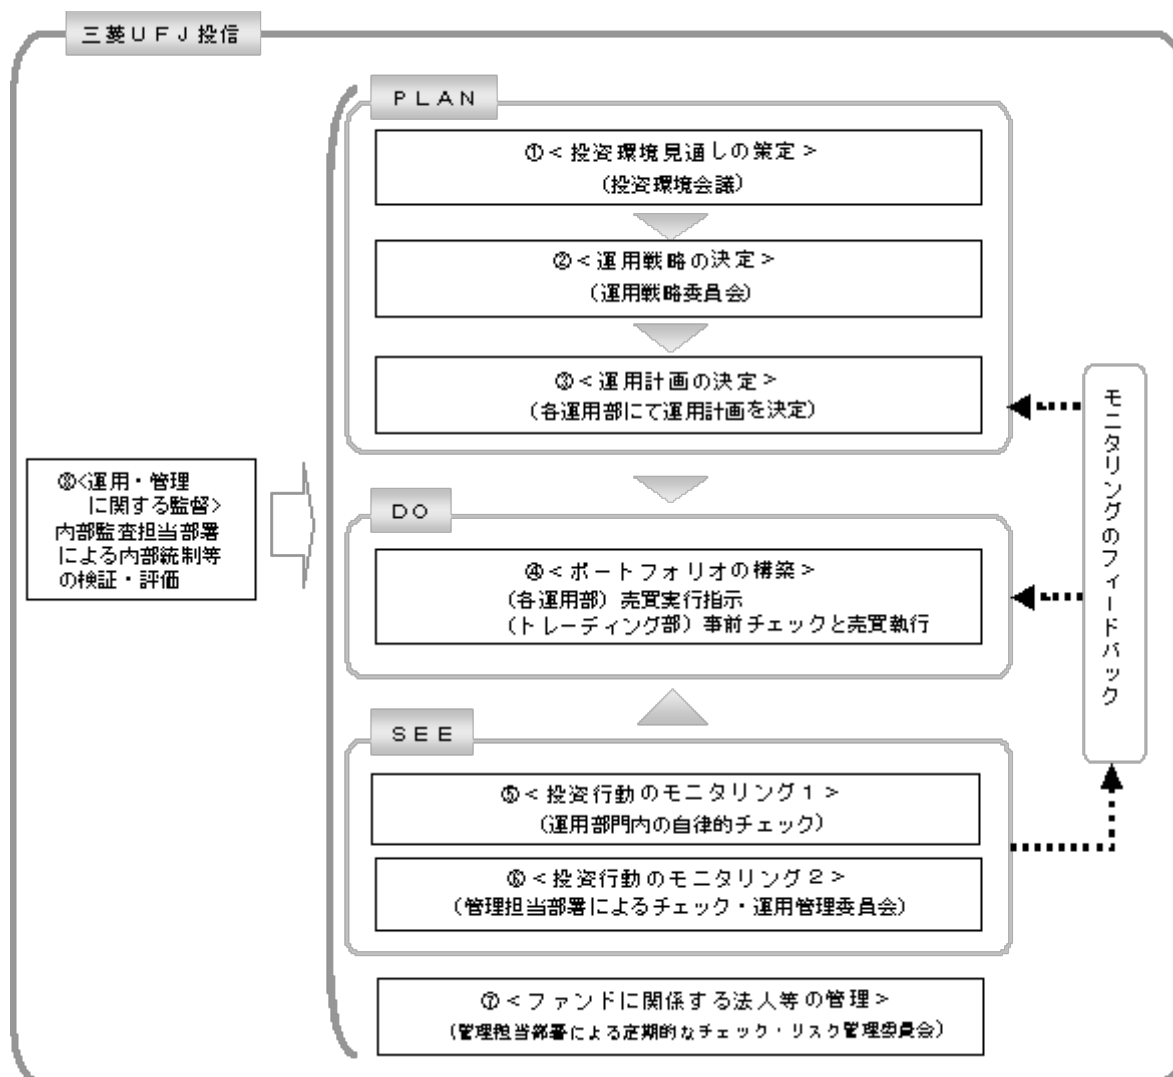 三菱UFJ投信
PLAN
①<投資環境見通しの策定>
(投資環境会議)
②<運用戦略の決定>
(運用戦略委員会)
③<運用計画の決定>
(各運用部にて運用計画を決定)
⑧<運用・管理
に関する監督>
内部監査担当部署
による内部統制等
の検証・評価
DO
④<ポートフォリオの構築>
(各運用部) 売買実行指示
(トレーディング部) 事前チェックと売買執行
SEE
⑤<投資行動のモニタリング1>
(運用部門内の自律的チェック)
⑥<投資行動のモニタリング2>
(管理担当部署によるチェック・運用管理委員会)
モニタリングのフィードバック
⑦<ファンドに関係する法人等の管理>
(管理担当部署による定期的なチェック・リスク管理委員会)